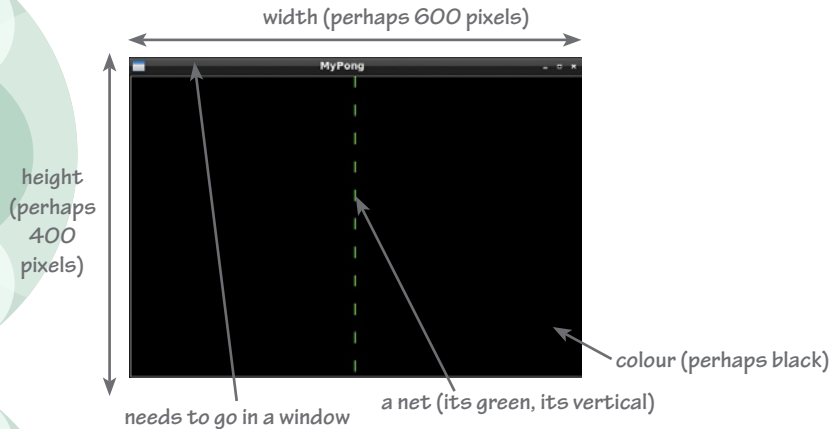 width (perhaps 600 pixels)
MyPong
height
(perhaps
400
pixels)
colour (perhaps black)
a net (its green, its vertical)
needs to go in a window